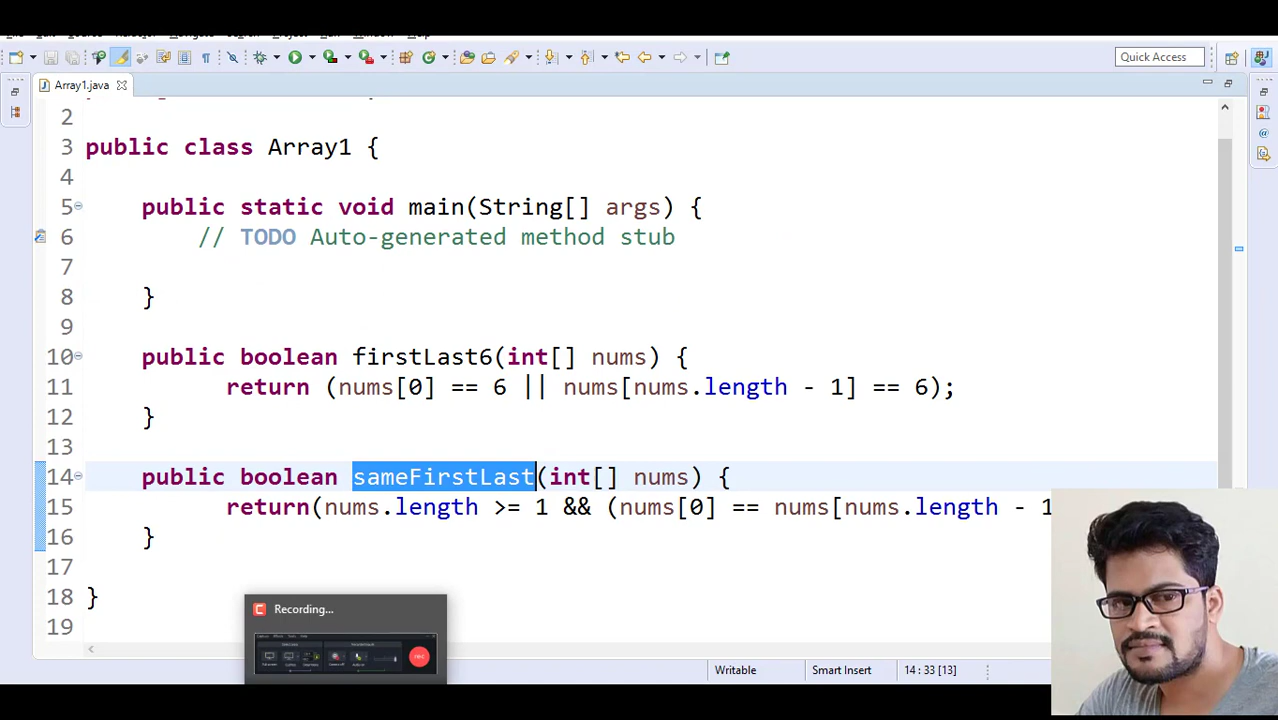 Quick Access
Array1.java
2
3 public class Array1 {
4
5 public static void main(String[] args) {
6 // TODO Auto-generated method stub
7
8 }
9
10 public boolean firstLast6(int[] nums) {
11 return (nums[0] == 6 || nums[nums.length - 1] == 6);
12 }
13
14 public boolean sameFirstLast(int[] nums) {
15 return(nums.length >= 1 && (nums[0] == nums[nums.length - 1
16 }
17
18 }
19
Recording...
Writable
Smart Insert
14 : 33 [13]